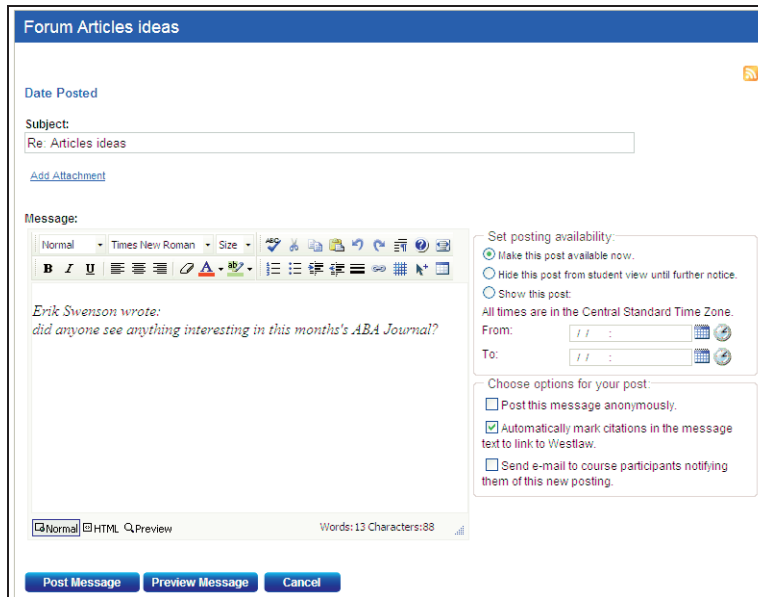 Forum Articles ideas
Date Posted
Subject:
Re: Articles ideas
Add Attachment
Message:
Normal Times New Roman Size
ABC
B I U A ab
Erik Swenson wrote:
did anyone see anything interesting in this months's ABA Journal?
Normal HTML Preview Words:13 Characters:88
Set posting availability:
Make this post available now.
Hide this post from student view until further notice.
Show this post:
All times are in the Central Standard Time Zone.
From: / / :
To: / / :
Choose options for your post:
Post this message anonymously.
Automatically mark citations in the message
text to link to Westlaw.
Send e-mail to course participants notifying
them of this new posting.
Post Message Preview Message Cancel